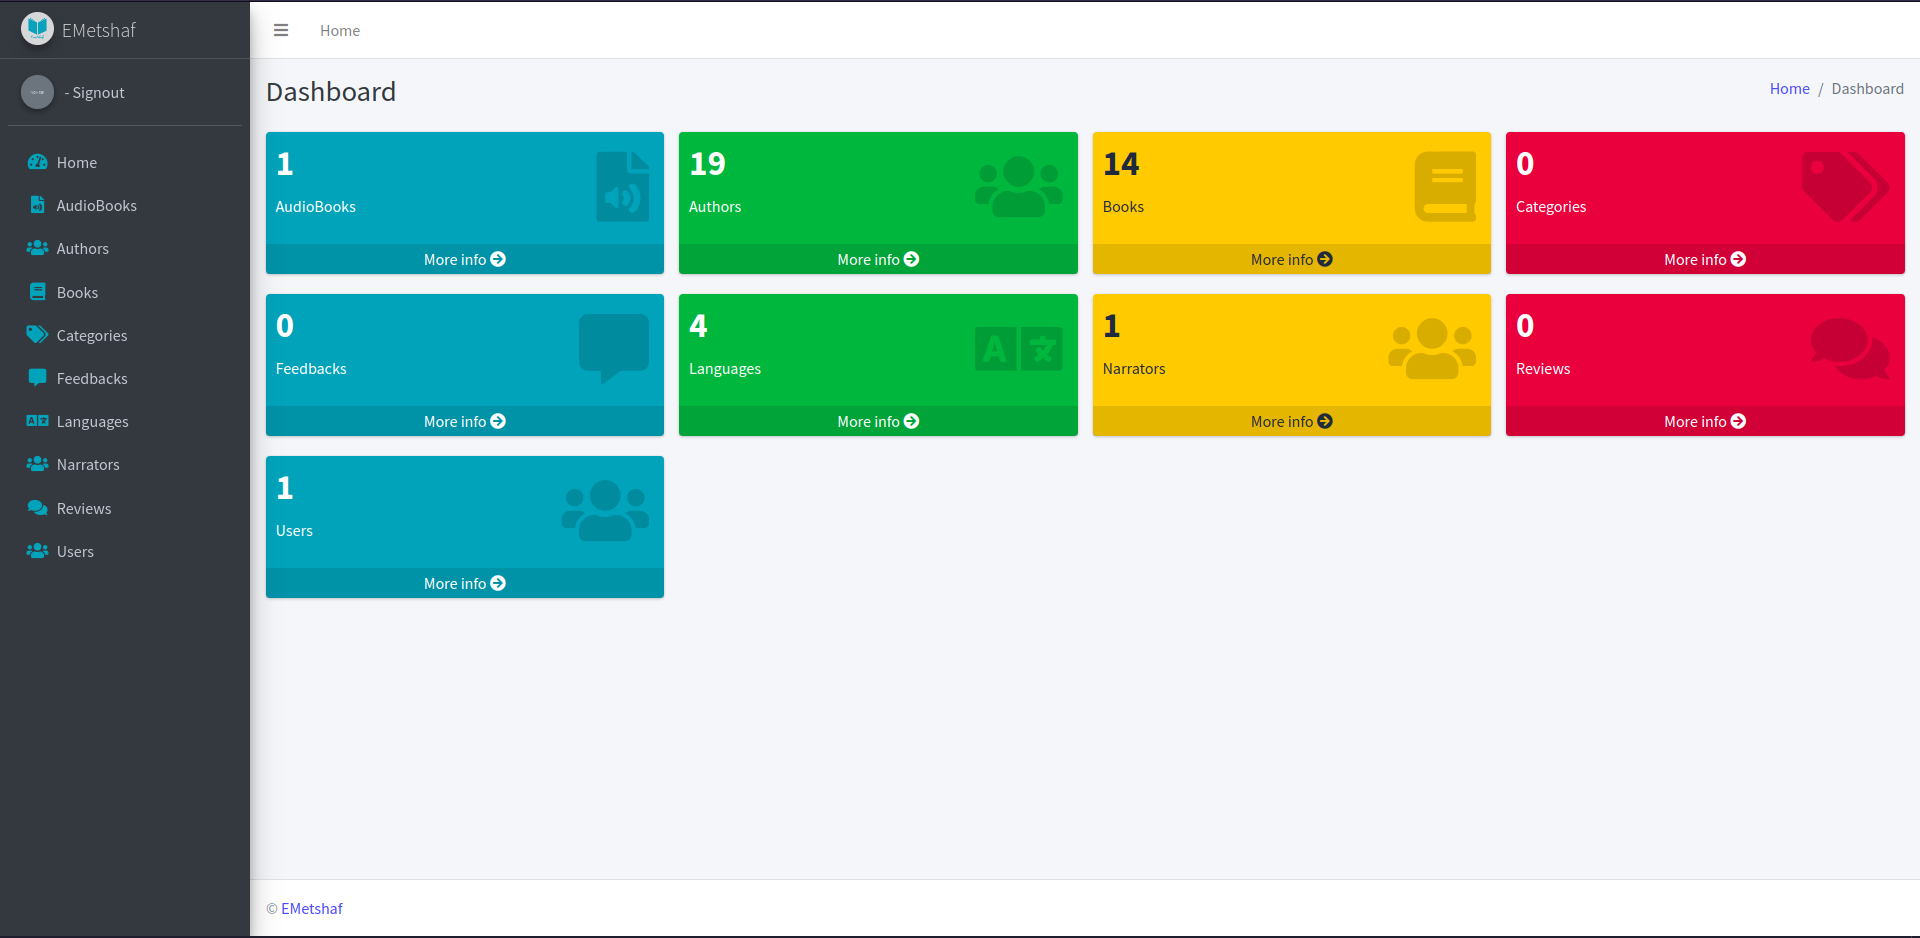 EMetshaf
Home
- Signout
Dashboard
Home / Dashboard
Home
AudioBooks
Authors
Books
Categories
Feedbacks
Languages
Narrators
Reviews
Users
1
AudioBooks
More info
19
Authors
More info
14
Books
More info
0
Categories
More info
0
Feedbacks
More info
4
Languages
More info
1
Narrators
More info
0
Reviews
More info
1
Users
More info
© EMetshaf